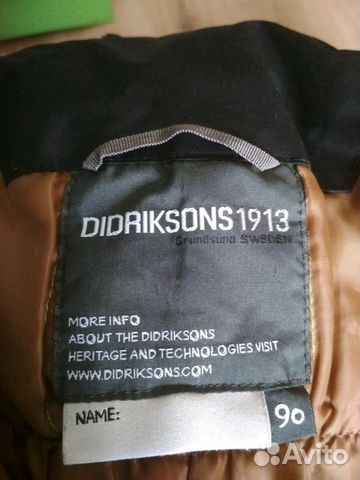 DIDRIKSONS1913
Grundsund SWEDEN
MORE INFO
ABOUT THE DIDRIKSONS
HERITAGE AND TECHNOLOGIES VISIT
WWW.DIDRIKSONS.COM
NAME: 90
Avito